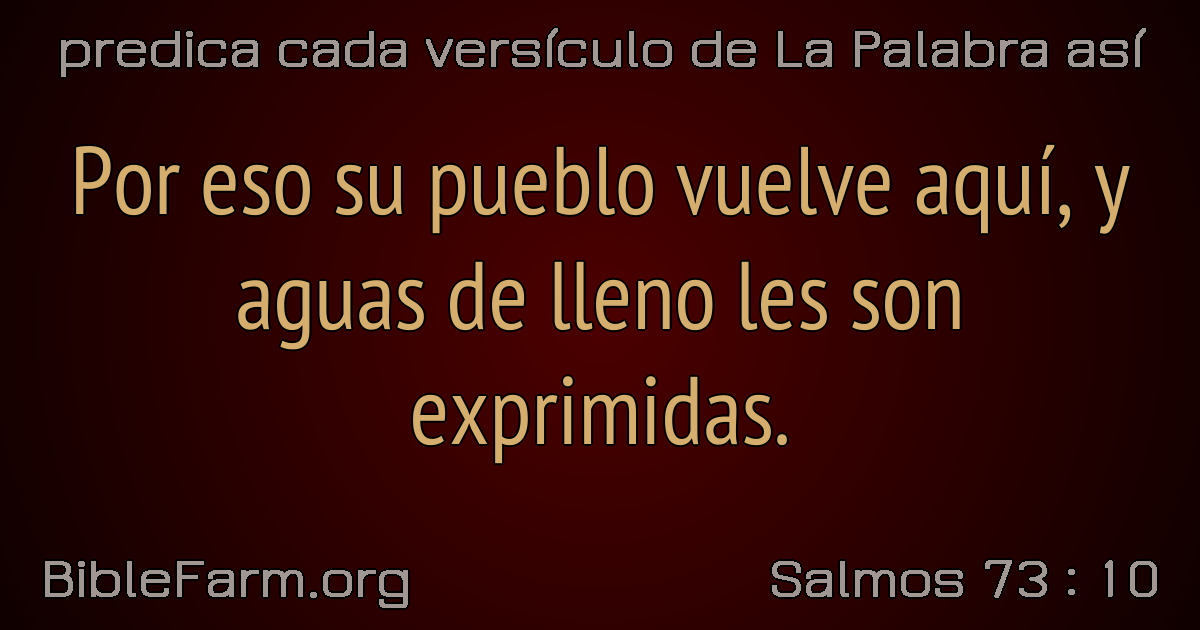 predica cada versículo de La Palabra así
Por eso su pueblo vuelve aquí, y
aguas de lleno les son
exprimidas.
BibleFarm.org
Salmos 73 : 10